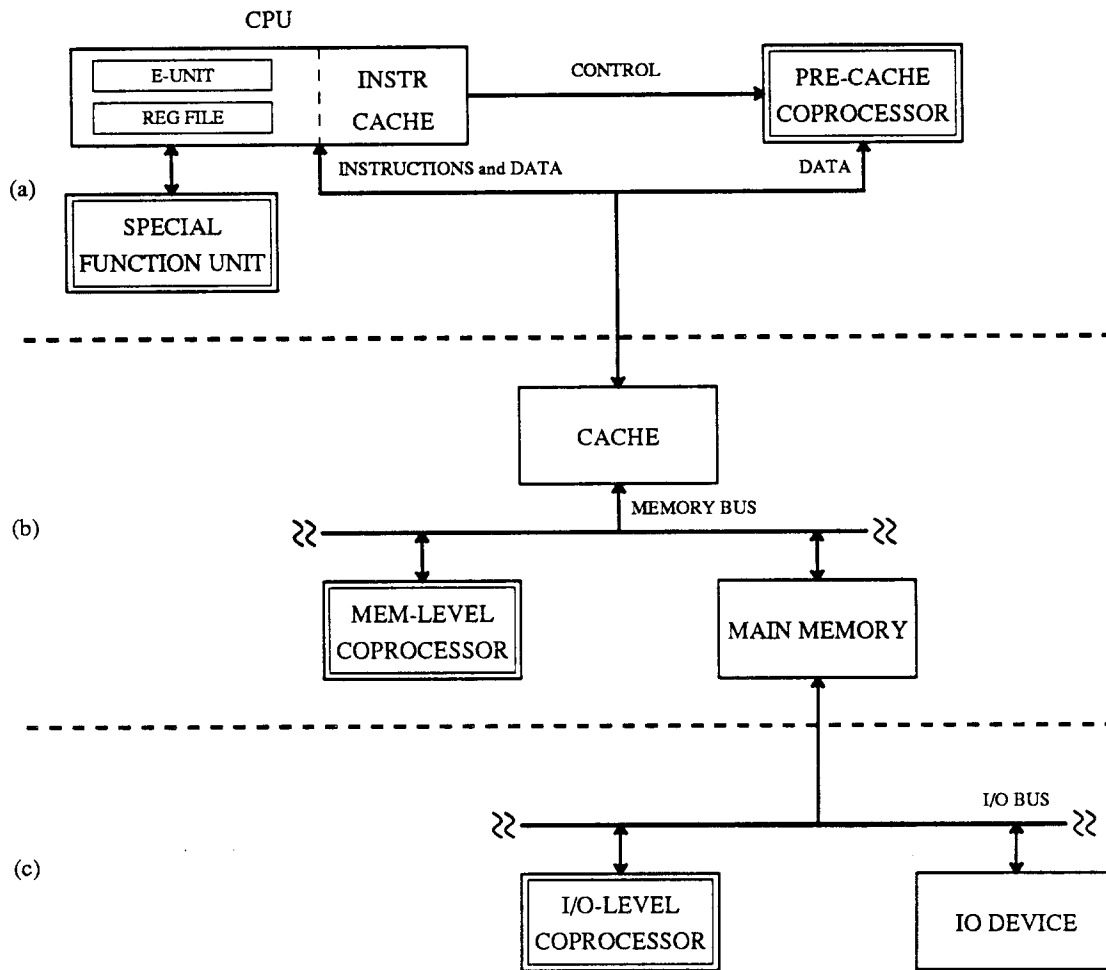 CPU
E-UNIT
REG FILE
INSTR
CACHE
CONTROL
PRE-CACHE
COPROCESSOR
INSTRUCTIONS and DATA
DATA
(a)
SPECIAL
FUNCTION UNIT
CACHE
MEMORY BUS
(b)
MEM-LEVEL
COPROCESSOR
MAIN MEMORY
I/O BUS
(c)
I/O-LEVEL
COPROCESSOR
IO DEVICE